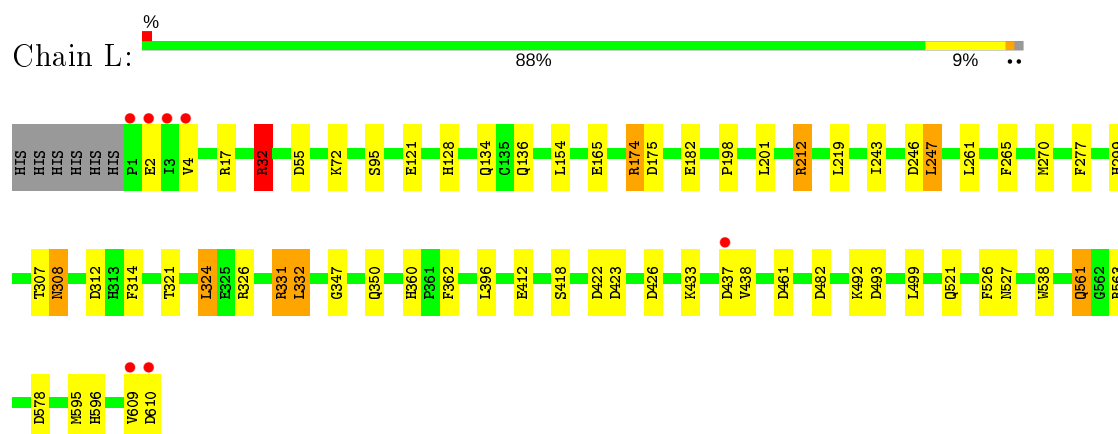 %
Chain L:
88% 9% ••
HIS HIS HIS HIS HIS HIS P1 E2 I3 V4 R17 R32 D55 K72 S95 E121 H128 Q134 C135 Q136 L154 E165 R174 D175 E182 P198 L201 R212 L219 I243 D246 L247 L261 F265 M270 F277
T307 N308 D312 H313 F314 T321 L324 E325 R326 R331 L332 G347 Q350 H360 P361 F362 L396 E412 S418 D422 D423 D426 K433 D437 V438 D461 D482 K492 D493 L499 Q521 F526 N527 W538 Q561 G562
D578 M595 H596 V609 D610